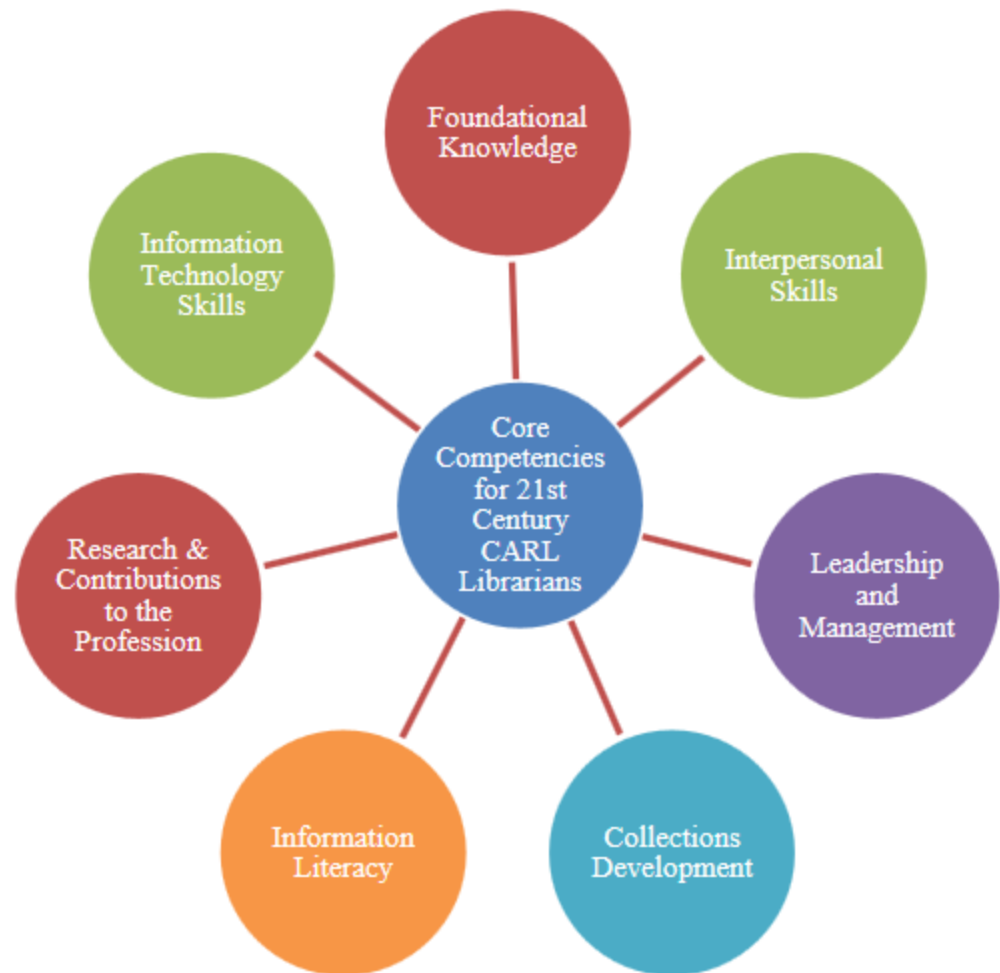 Foundational
Knowledge
Interpersonal
Skills
Leadership
and
Management
Collections
Development
Information
Literacy
Research &
Contributions
to the
Profession
Information
Technology
Skills
Core
Competencies
for 21st
Century
CARL
Librarians